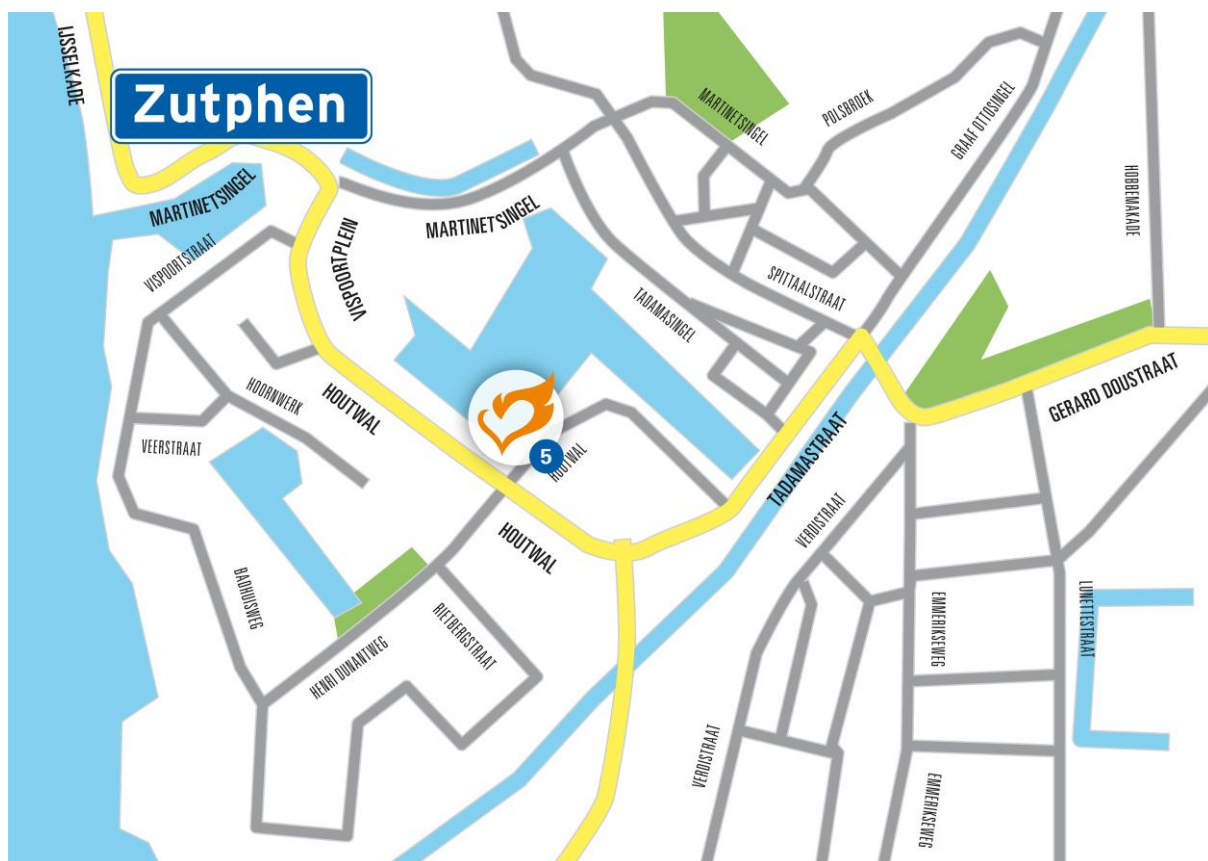 IJSSELKADE
Zutphen
MARTINETSINGEL
POLSBROEK
GRAAF OTTOSINGEL
HOBBEMAKADE
MARTINETSINGEL
MARTINETSINGEL
VISPOORTSTRAAT
VISPOORTPLEIN
SPITTAALSTRAAT
TADAMASINGEL
HOORNWERK
HOUTWAL
GERARD DOUSTRAAT
VEERSTRAAT
5
HOUTWAL
TADAMASTRAAT
VERDISTRAAT
HOUTWAL
BADHUISWEG
RIETBERGSTRAAT
HENRI DUNANTWEG
EMMERIKSEWEG
LUNETTESTRAAT
VERDISTRAAT
EMMERIKSEWEG